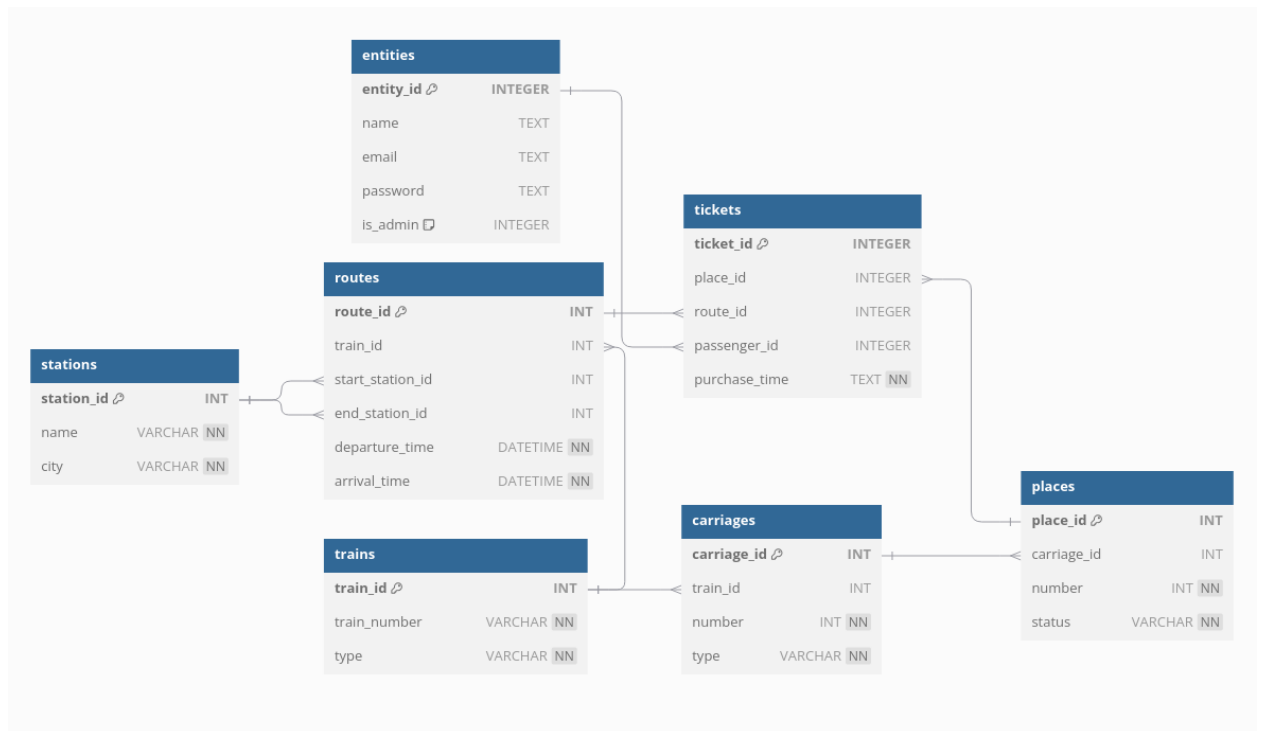 entities
entity_id INTEGER
name TEXT
email TEXT
password TEXT
is_admin INTEGER
routes
route_id INT
train_id INT
start_station_id INT
end_station_id INT
departure_time DATETIME NN
arrival_time DATETIME NN
stations
station_id INT
name VARCHAR NN
city VARCHAR NN
trains
train_id INT
train_number VARCHAR NN
type VARCHAR NN
tickets
ticket_id INTEGER
place_id INTEGER
route_id INTEGER
passenger_id INTEGER
purchase_time TEXT NN
carriages
carriage_id INT
train_id INT
number INT NN
type VARCHAR NN
places
place_id INT
carriage_id INT
number INT NN
status VARCHAR NN